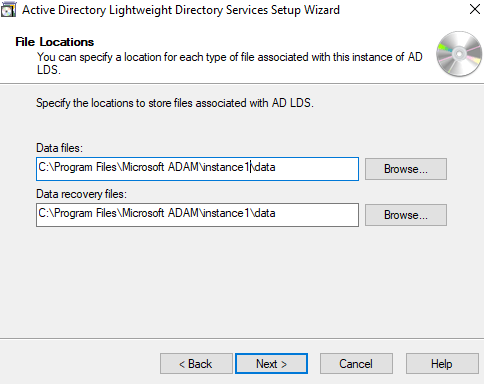 Active Directory Lightweight Directory Services Setup Wizard
File Locations
You can specify a location for each type of file associated with this instance of AD
LDS.
Specify the locations to store files associated with AD LDS.
Data files:
C:\Program Files\Microsoft ADAM\instance1\data
Browse...
Data recovery files:
C:\Program Files\Microsoft ADAM\instance1\data
Browse...
< Back
Next >
Cancel
Help